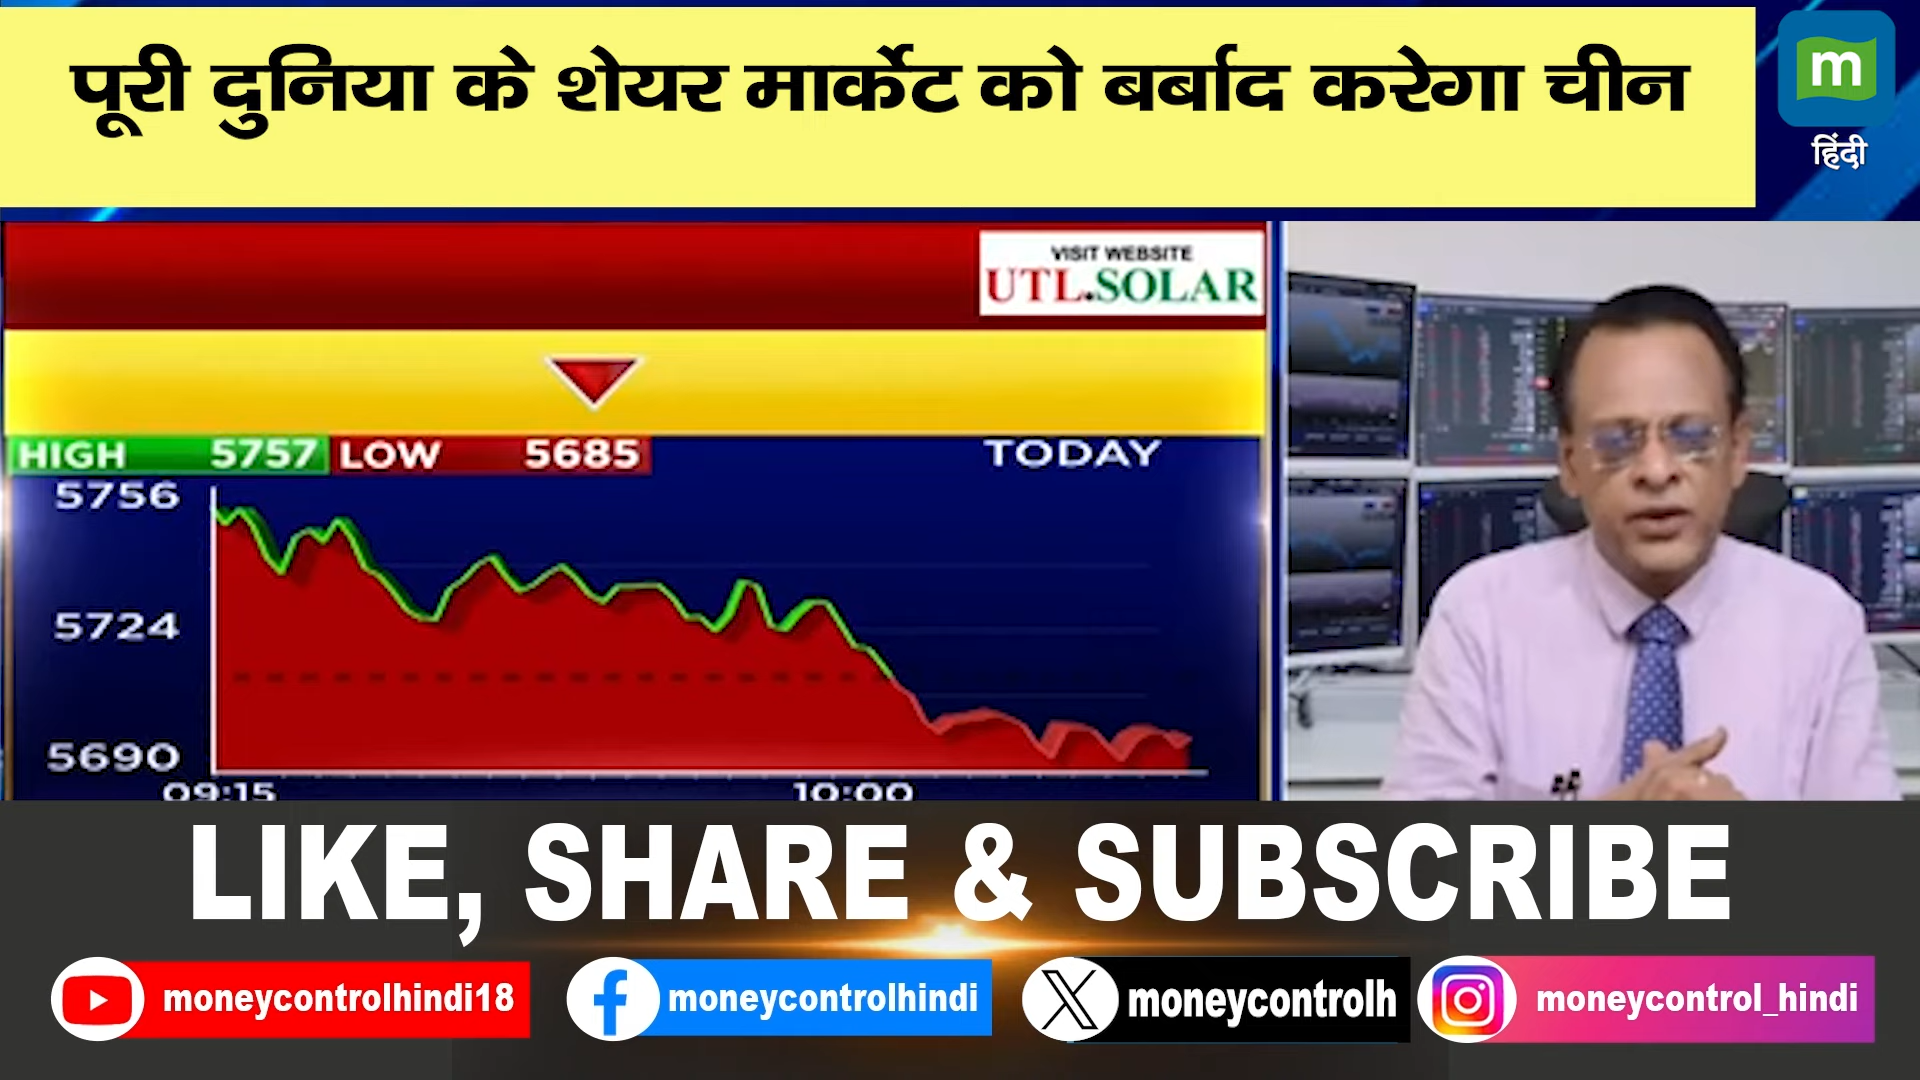 पूरी दुनिया के शेयर मार्केट को बर्बाद करेगा चीन
m
हिंदी
VISIT WEBSITE
UTL.SOLAR
HIGH 5757 LOW 5685 TODAY
5756
5724
5690
09:15 10:00
LIKE, SHARE & SUBSCRIBE
moneycontrolhindi18
moneycontrolhindi
moneycontrolh
moneycontrol_hindi